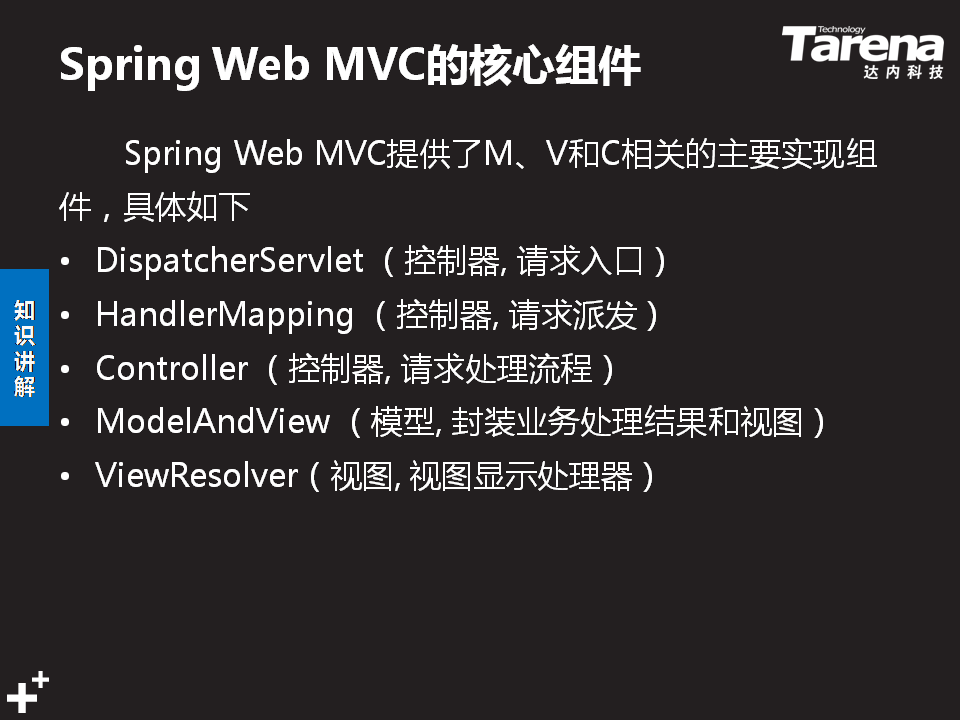 Spring Web MVC的核心组件
Technology
Tarena
达内科技
Spring Web MVC提供了M、V和C相关的主要实现组
件，具体如下
• DispatcherServlet （控制器, 请求入口）
• HandlerMapping （控制器, 请求派发）
• Controller （控制器, 请求处理流程）
• ModelAndView （模型, 封装业务处理结果和视图）
• ViewResolver（视图, 视图显示处理器）
知识讲解